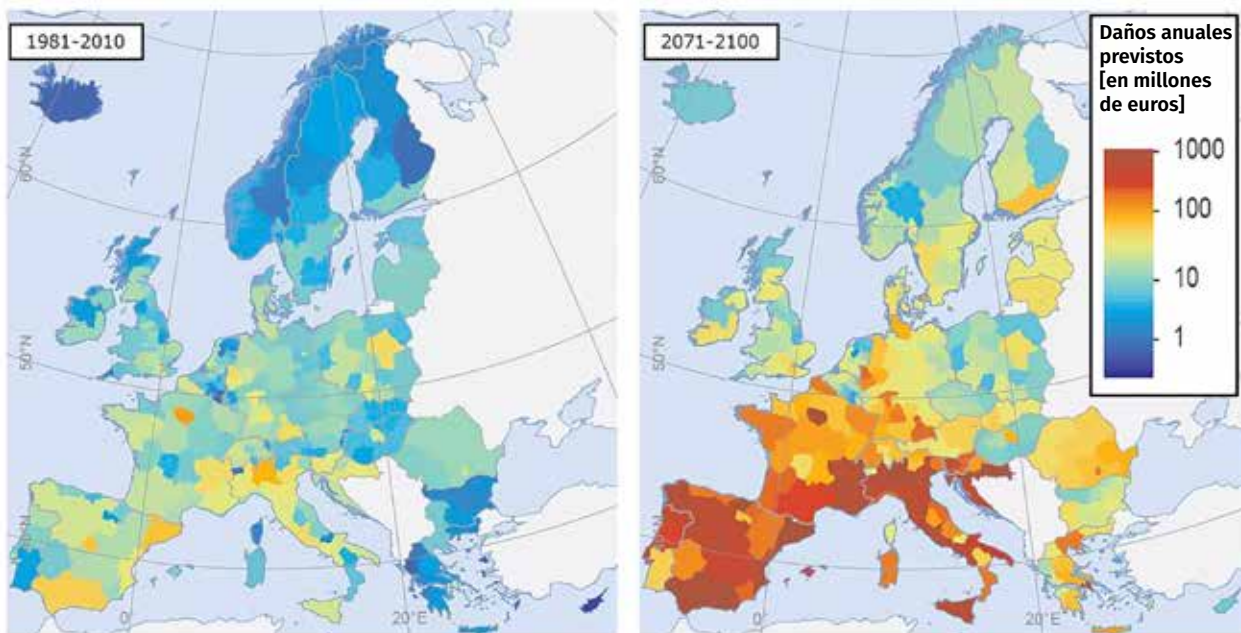 1981-2010
60°N
50°N
0
20°E
2071-2100
60°N
50°N
0
20°E
Daños anuales
previstos
[en millones
de euros]
1000
100
10
1